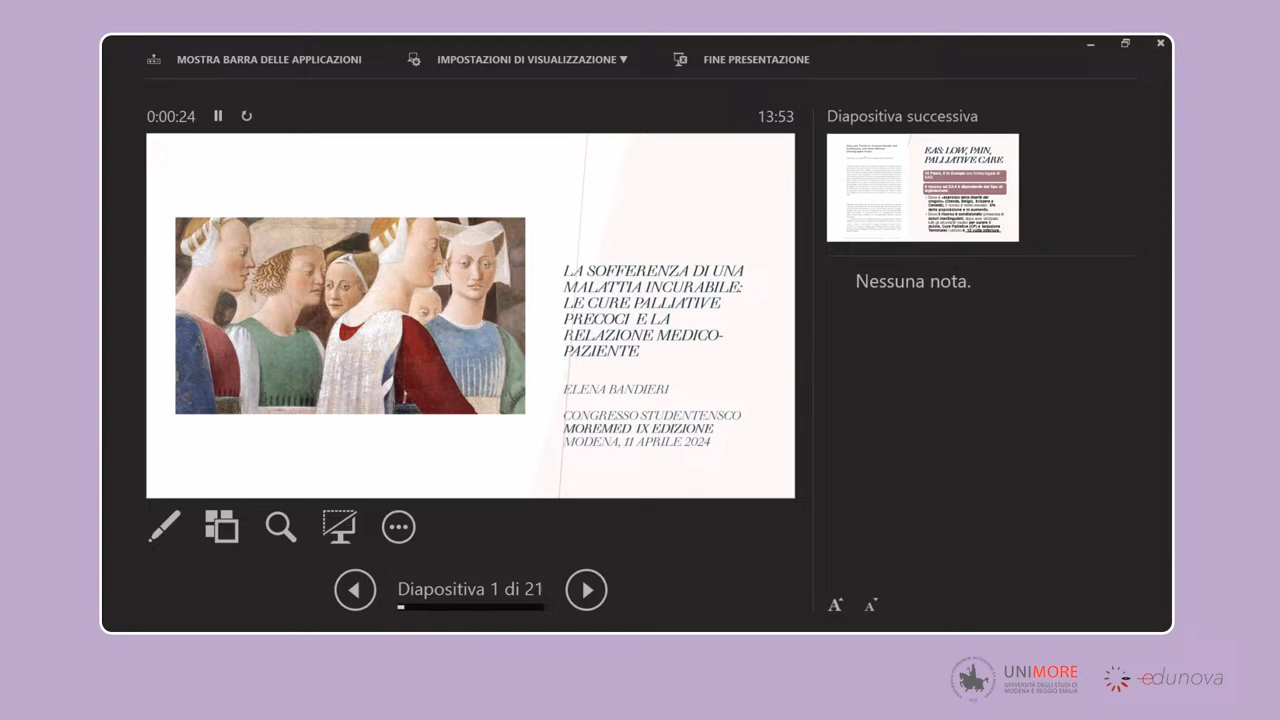 MOSTRA BARRA DELLE APPLICAZIONI
IMPOSTAZIONI DI VISUALIZZAZIONE ▼
FINE PRESENTAZIONE
0:00:24
13:53
LA SOFFERENZA DI UNA
MALATTIA INCURABILE:
LE CURE PALLIATIVE
PRECOCI E LA
RELAZIONE MEDICO-
PAZIENTE
ELENA BANDIERI
CONGRESSO STUDENTENSCO
MOREMED IX EDIZIONE
MODENA, 11 APRILE 2024
Diapositiva 1 di 21
Diapositiva successiva
EAS: LOW, PAIN,
PALLIATIVE CARE
Nessuna nota.
A A
UNIMORE
UNIVERSITÀ DEGLI STUDI DI
MODENA E REGGIO EMILIA
edunova